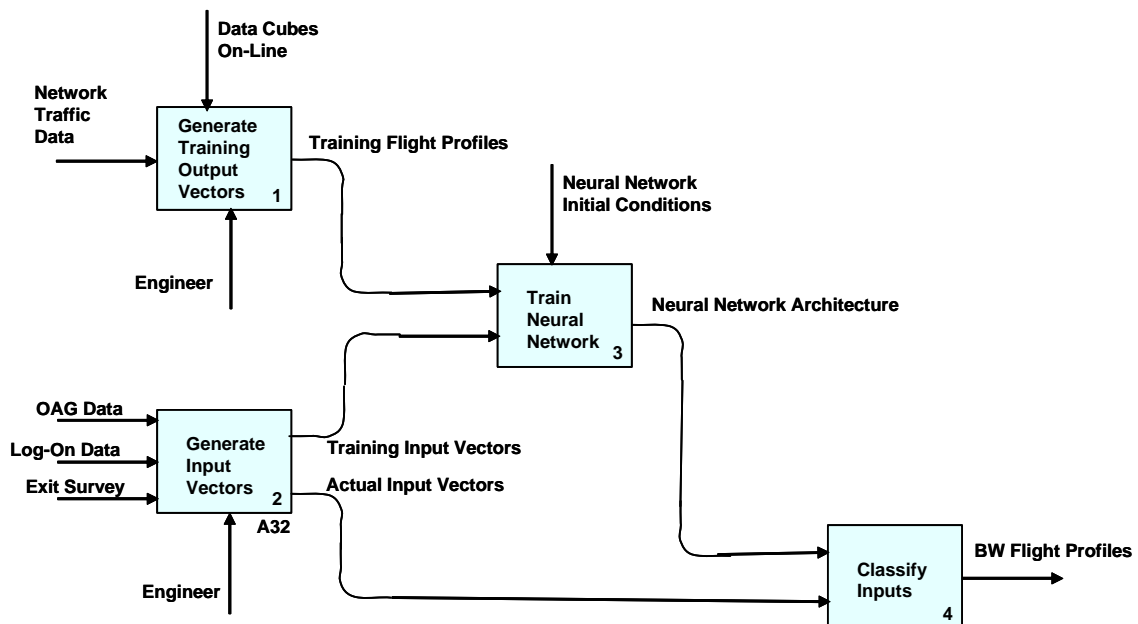 Data Cubes
On-Line
Network
Traffic
Data
Generate
Training
Output
Vectors
1
Training Flight Profiles
Engineer
Neural Network
Initial Conditions
Train
Neural
Network
3
Neural Network Architecture
OAG Data
Log-On Data
Exit Survey
Generate
Input
Vectors
2
A32
Training Input Vectors
Actual Input Vectors
Engineer
Classify
Inputs
4
BW Flight Profiles